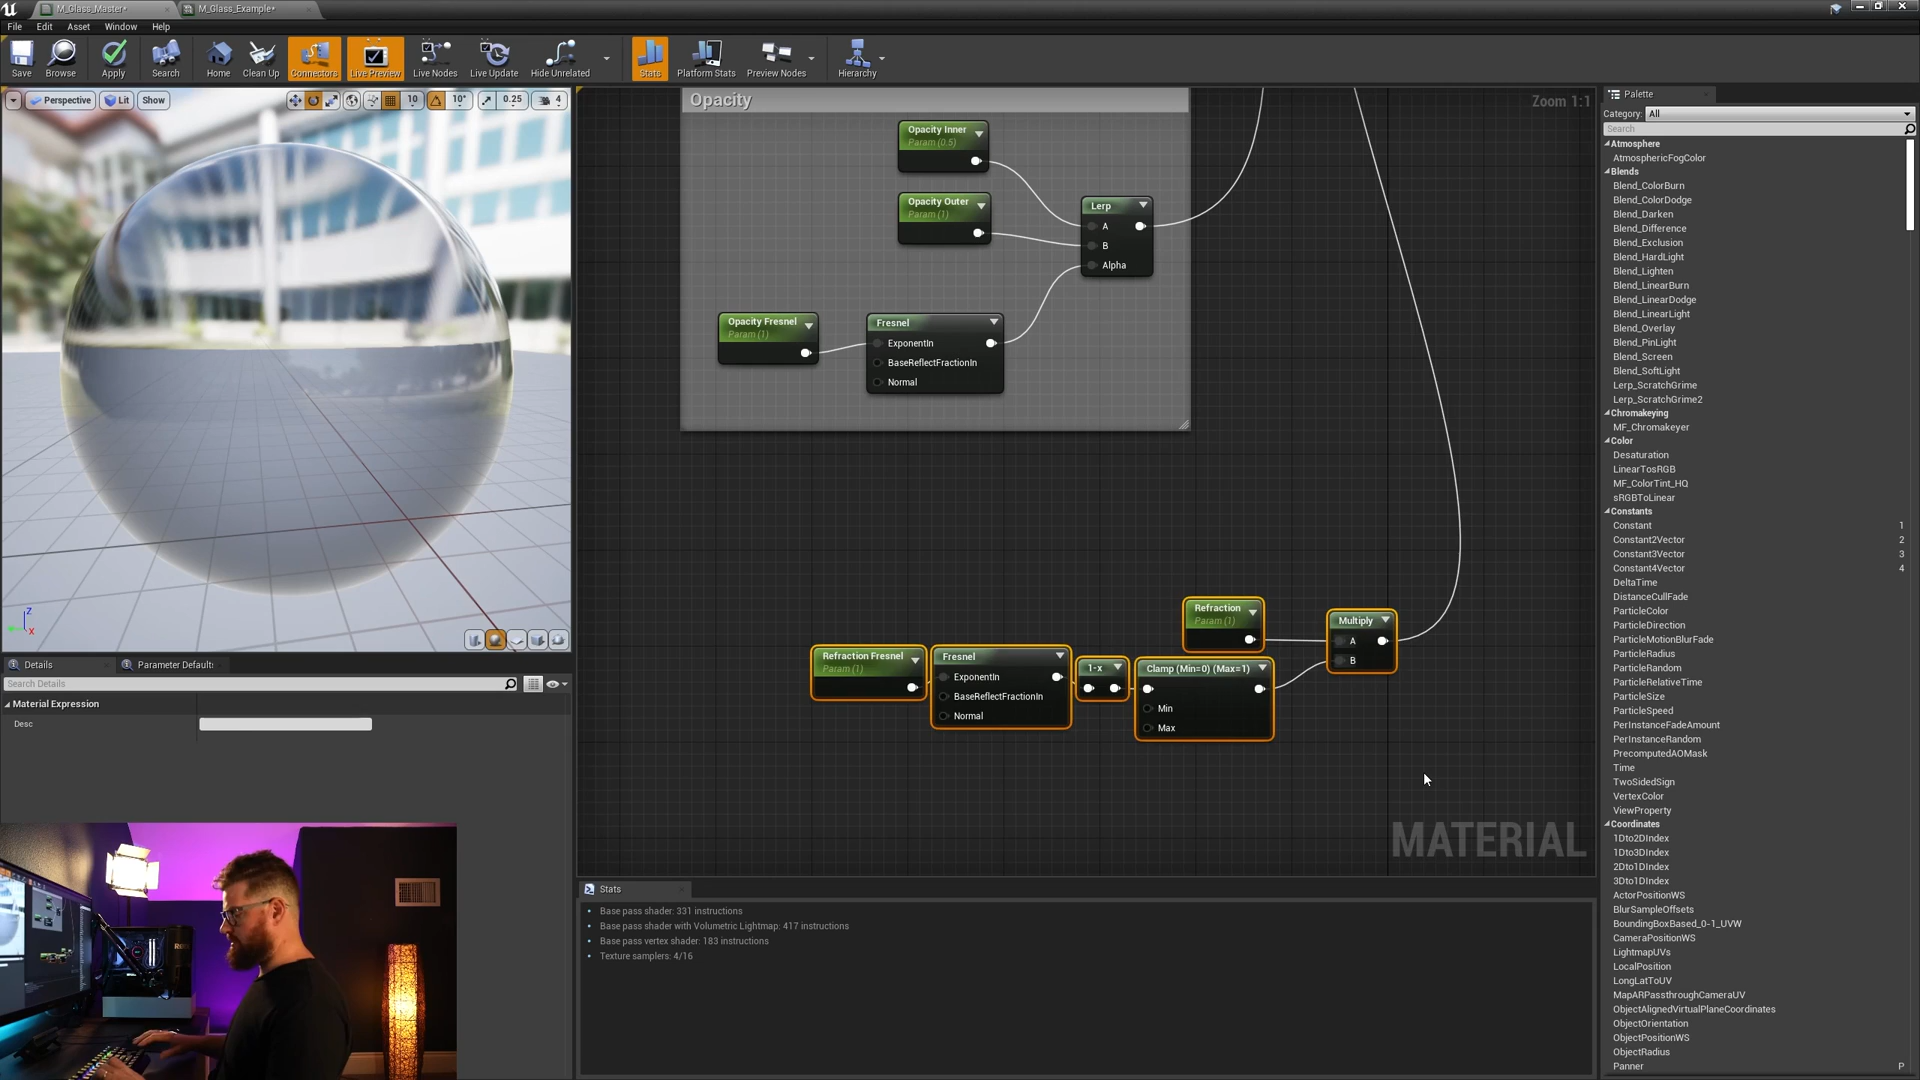 M_Glass_Master*
M_Glass_Example*
File Edit Asset Window Help
Save Browse Apply Search Home Clean Up Connectors Live Preview Live Nodes Live Update Hide Unrelated Stats Platform Stats Preview Nodes Hierarchy
Perspective Lit Show 10 10° 0.25 4
Z
X
Details
Parameter Default
Search Details
Material Expression
Desc
Opacity
Zoom 1:1
Opacity Inner
Param (0.5)
Opacity Outer
Param (1)
Lerp
A
B
Alpha
Opacity Fresnel
Param (1)
Fresnel
ExponentIn
BaseReflectFractionIn
Normal
Refraction
Param (1)
Multiply
A
B
Refraction Fresnel
Param (1)
Fresnel
ExponentIn
BaseReflectFractionIn
Normal
1-x
Clamp (Min=0) (Max=1)
Min
Max
MATERIAL
Stats
Base pass shader: 331 instructions
Base pass shader with Volumetric Lightmap: 417 instructions
Base pass vertex shader: 183 instructions
Texture samplers: 4/16
Palette
Category: All
Search
Atmosphere
AtmosphericFogColor
Blends
Blend_ColorBurn
Blend_ColorDodge
Blend_Darken
Blend_Difference
Blend_Exclusion
Blend_HardLight
Blend_Lighten
Blend_LinearBurn
Blend_LinearDodge
Blend_LinearLight
Blend_Overlay
Blend_PinLight
Blend_Screen
Blend_SoftLight
Lerp_ScratchGrime
Lerp_ScratchGrime2
Chromakeying
MF_Chromakeyer
Color
Desaturation
LinearTosRGB
MF_ColorTint_HQ
sRGBToLinear
Constants
Constant 1
Constant2Vector 2
Constant3Vector 3
Constant4Vector 4
DeltaTime
DistanceCullFade
ParticleColor
ParticleDirection
ParticleMotionBlurFade
ParticleRadius
ParticleRandom
ParticleRelativeTime
ParticleSize
ParticleSpeed
PerInstanceFadeAmount
PerInstanceRandom
PrecomputedAOMask
Time
TwoSidedSign
VertexColor
ViewProperty
Coordinates
1Dto2DIndex
1Dto3DIndex
2Dto1DIndex
3Dto1DIndex
ActorPositionWS
BlurSampleOffsets
BoundingBoxBased_0-1_UVW
CameraPositionWS
LightmapUVs
LocalPosition
LongLatToUV
MapARPassthroughCameraUV
ObjectAlignedVirtualPlaneCoordinates
ObjectOrientation
ObjectPositionWS
ObjectRadius
Panner P